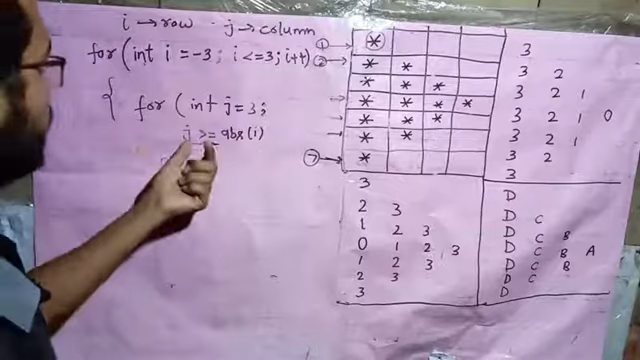 i → row   j → column
for (int i = -3; i <= 3; i++)
{ for ( int j = 3;
j >= abs(i)
① → *
② → *
* *
* * *
* * * *
* * *
* *
⑦ → *
3
3 2
3 2 1
3 2 1 0
3 2 1
3 2
3
3
2 3
1 2 3
0 1 2 3
1 2 3
2 3
3
D
D C
D C B
D C B A
D C B
D C
D